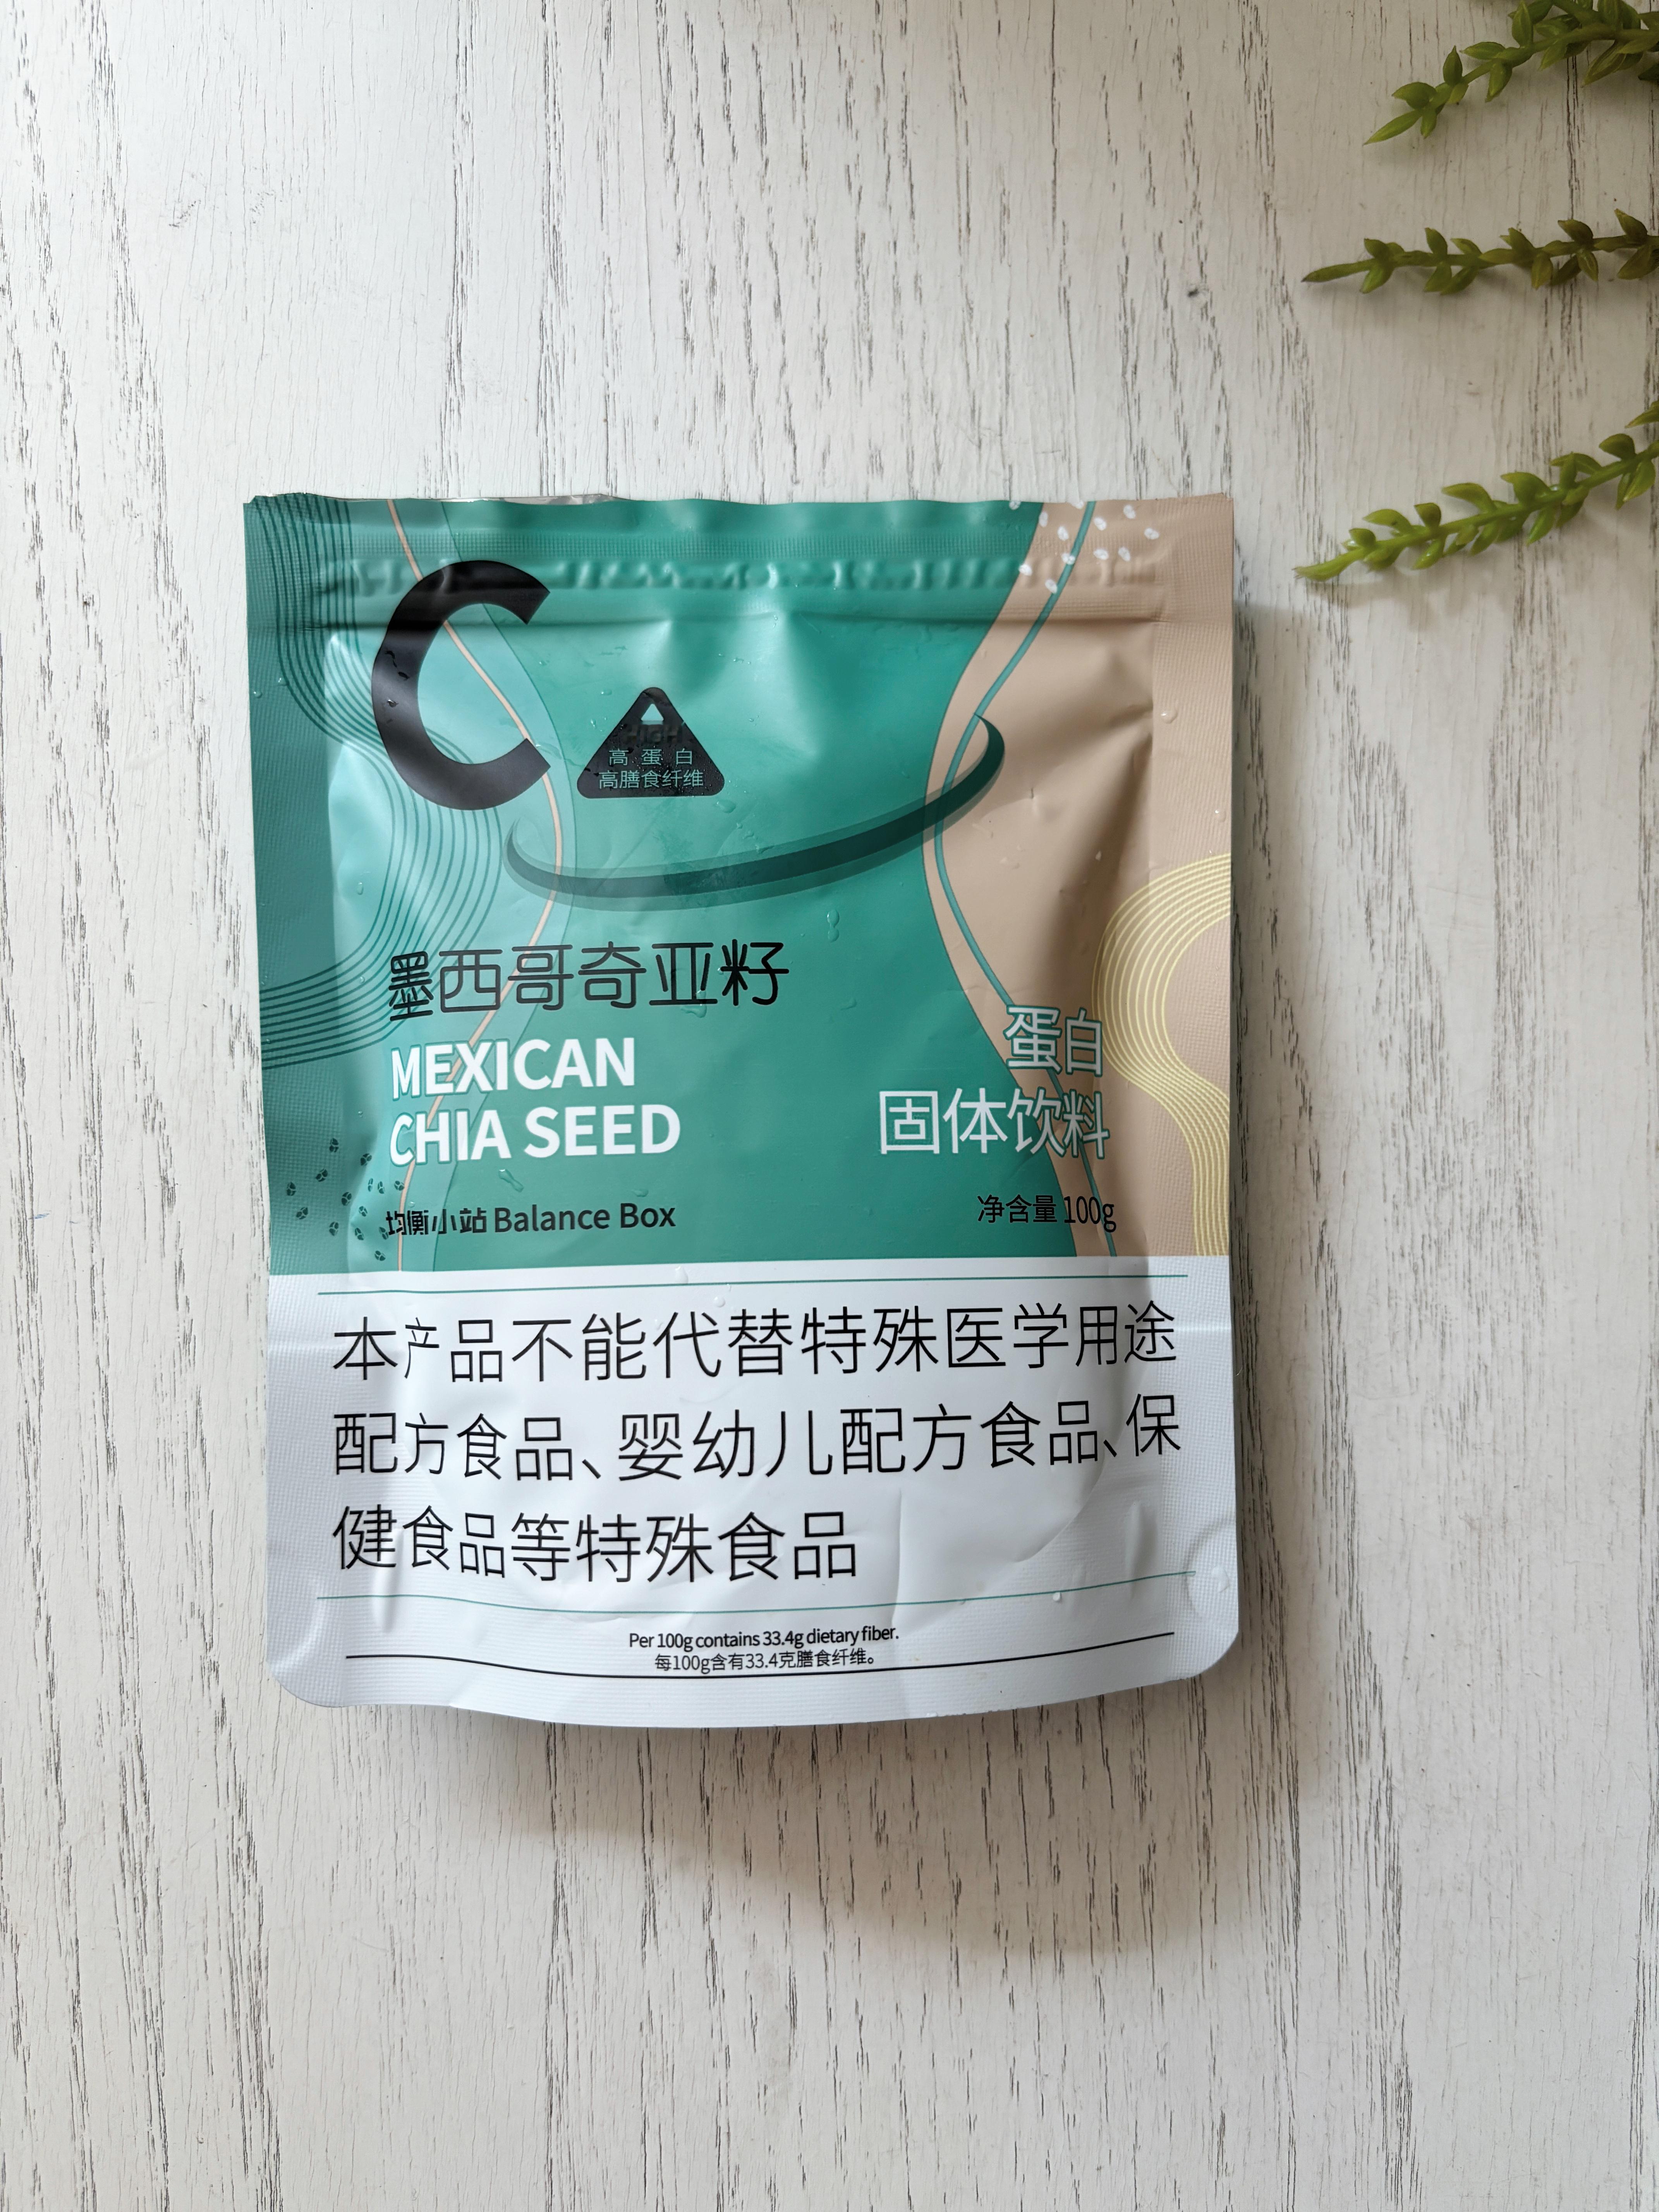 C
HIGH
高蛋白
高膳食纤维
墨西哥奇亚籽
MEXICAN
CHIA SEED
蛋白
固体饮料
均衡小站 Balance Box
净含量 100g
本产品不能代替特殊医学用途
配方食品、婴幼儿配方食品、保
健食品等特殊食品
Per 100g contains 33.4g dietary fiber.
每100g含有33.4克膳食纤维。